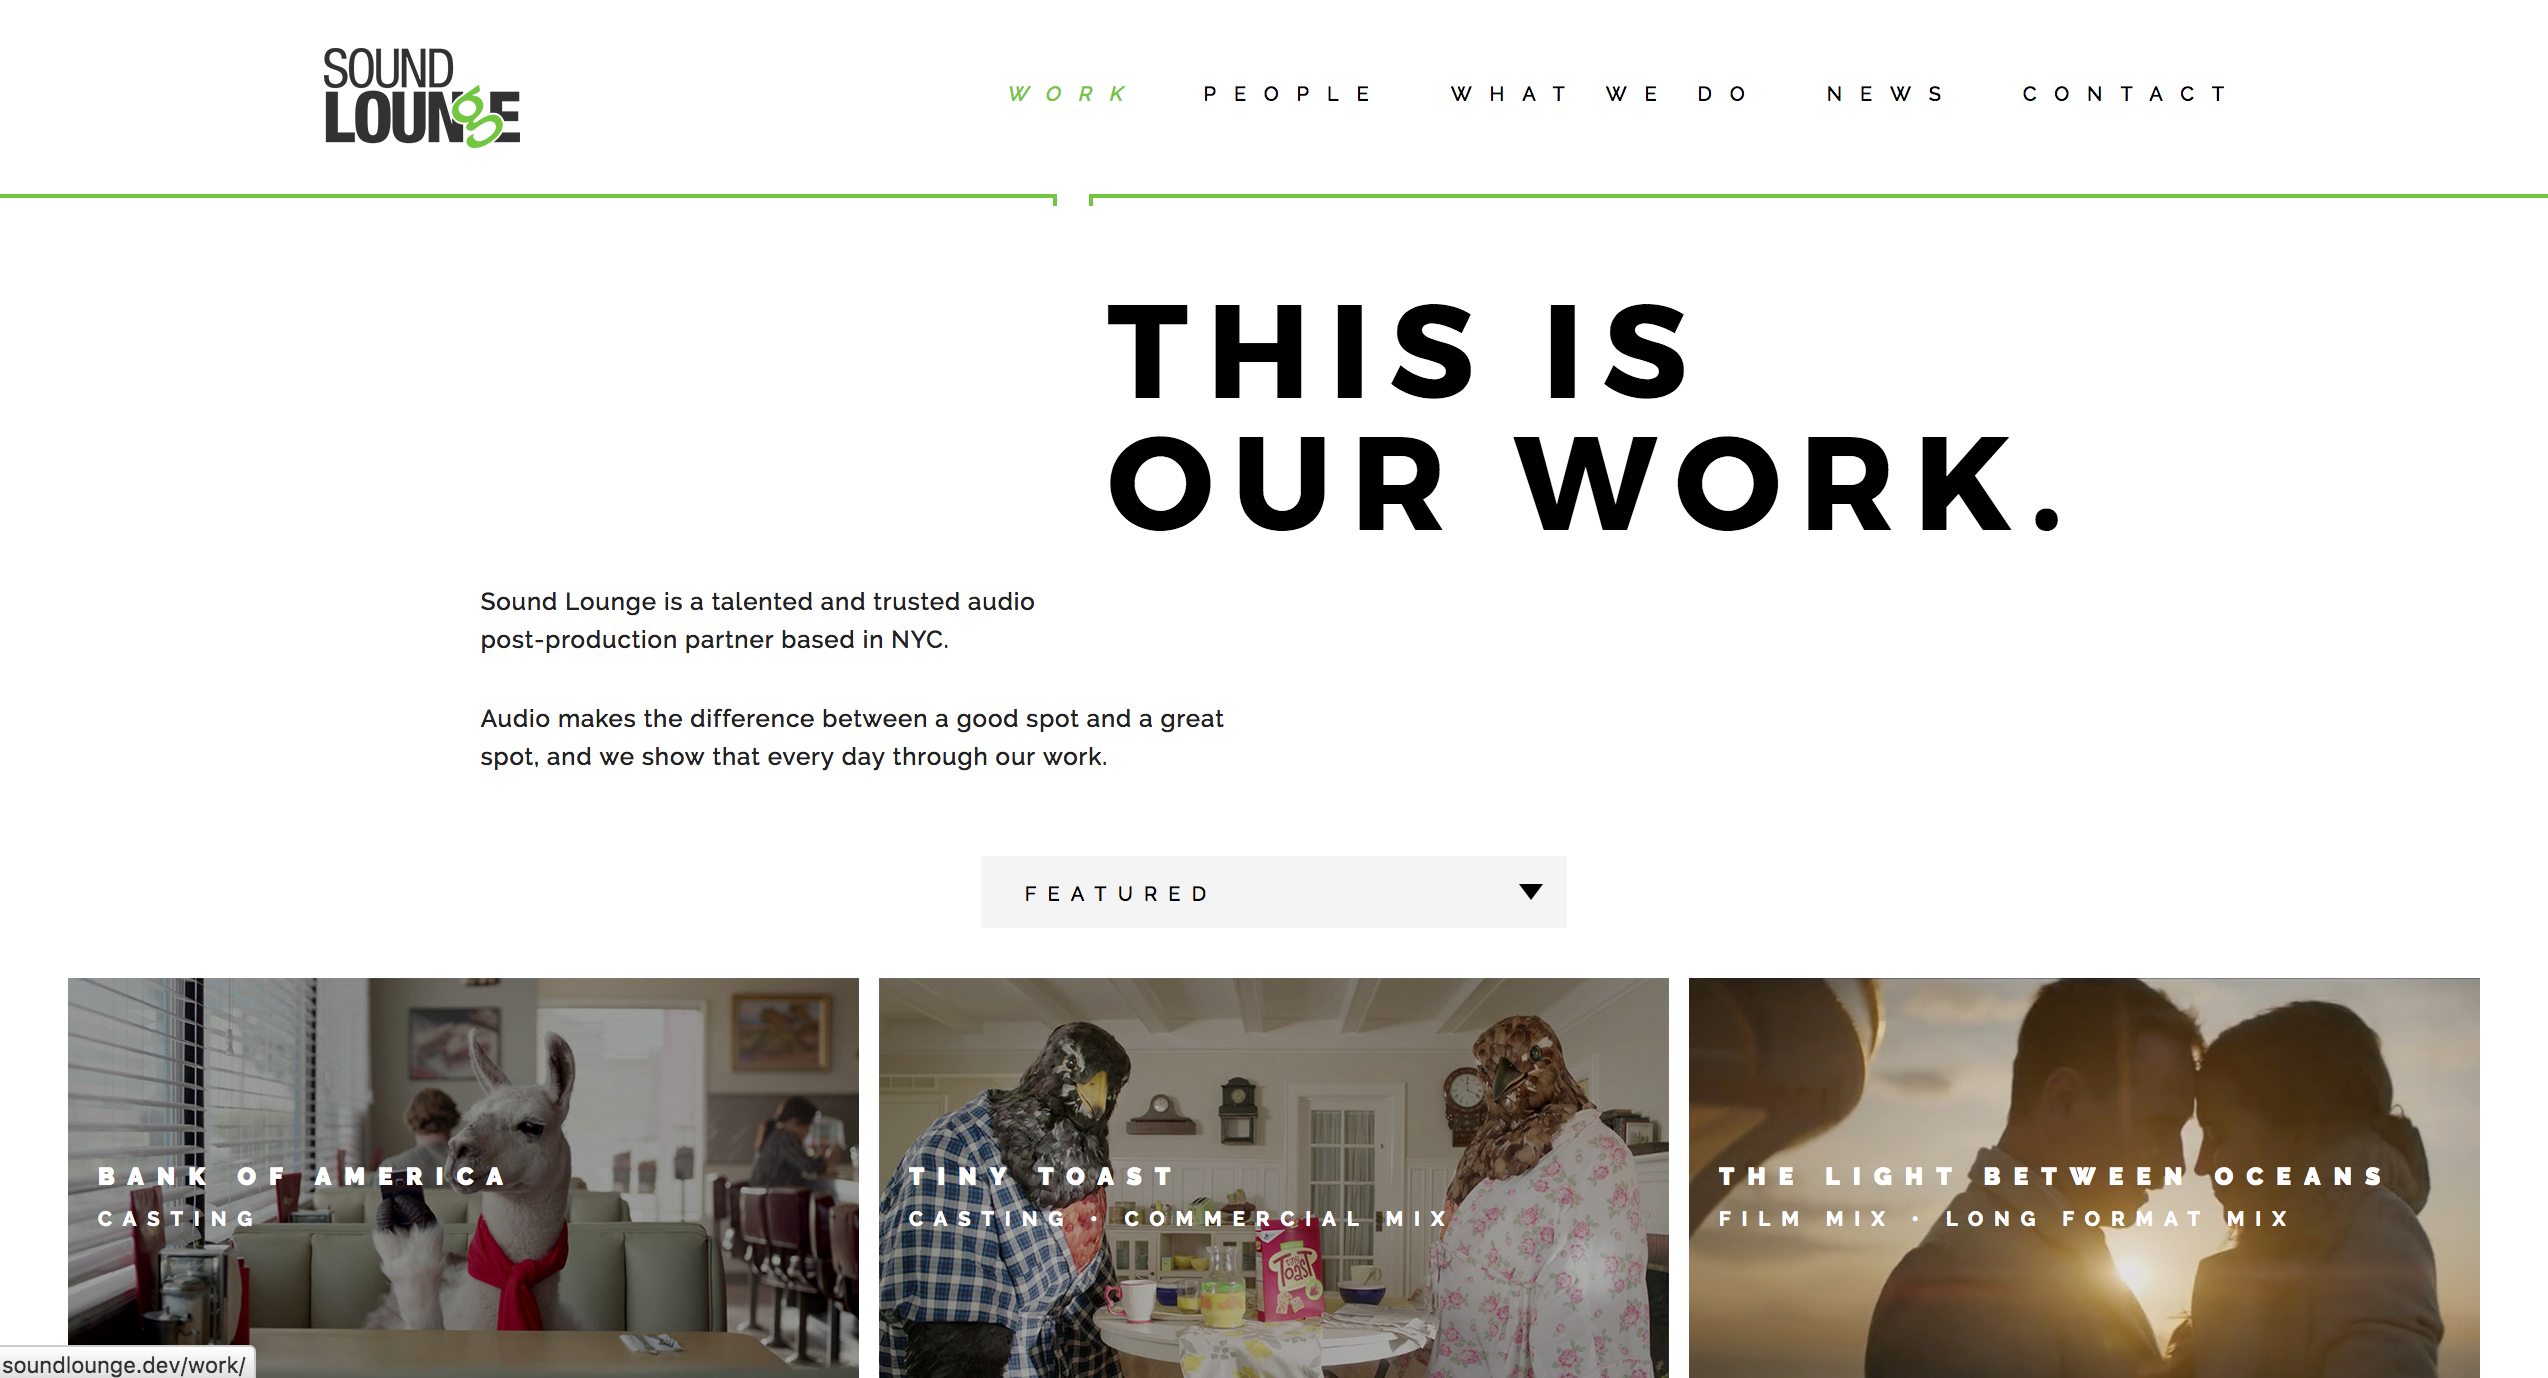 SOUND
LOUNgE
WORK PEOPLE WHAT WE DO NEWS CONTACT
THIS IS
OUR WORK.
Sound Lounge is a talented and trusted audio
post-production partner based in NYC.
Audio makes the difference between a good spot and a great
spot, and we show that every day through our work.
FEATURED
BANK OF AMERICA
CASTING
TINY TOAST
CASTING • COMMERCIAL MIX
THE LIGHT BETWEEN OCEANS
FILM MIX • LONG FORMAT MIX
Tiny
Toast
soundlounge.dev/work/